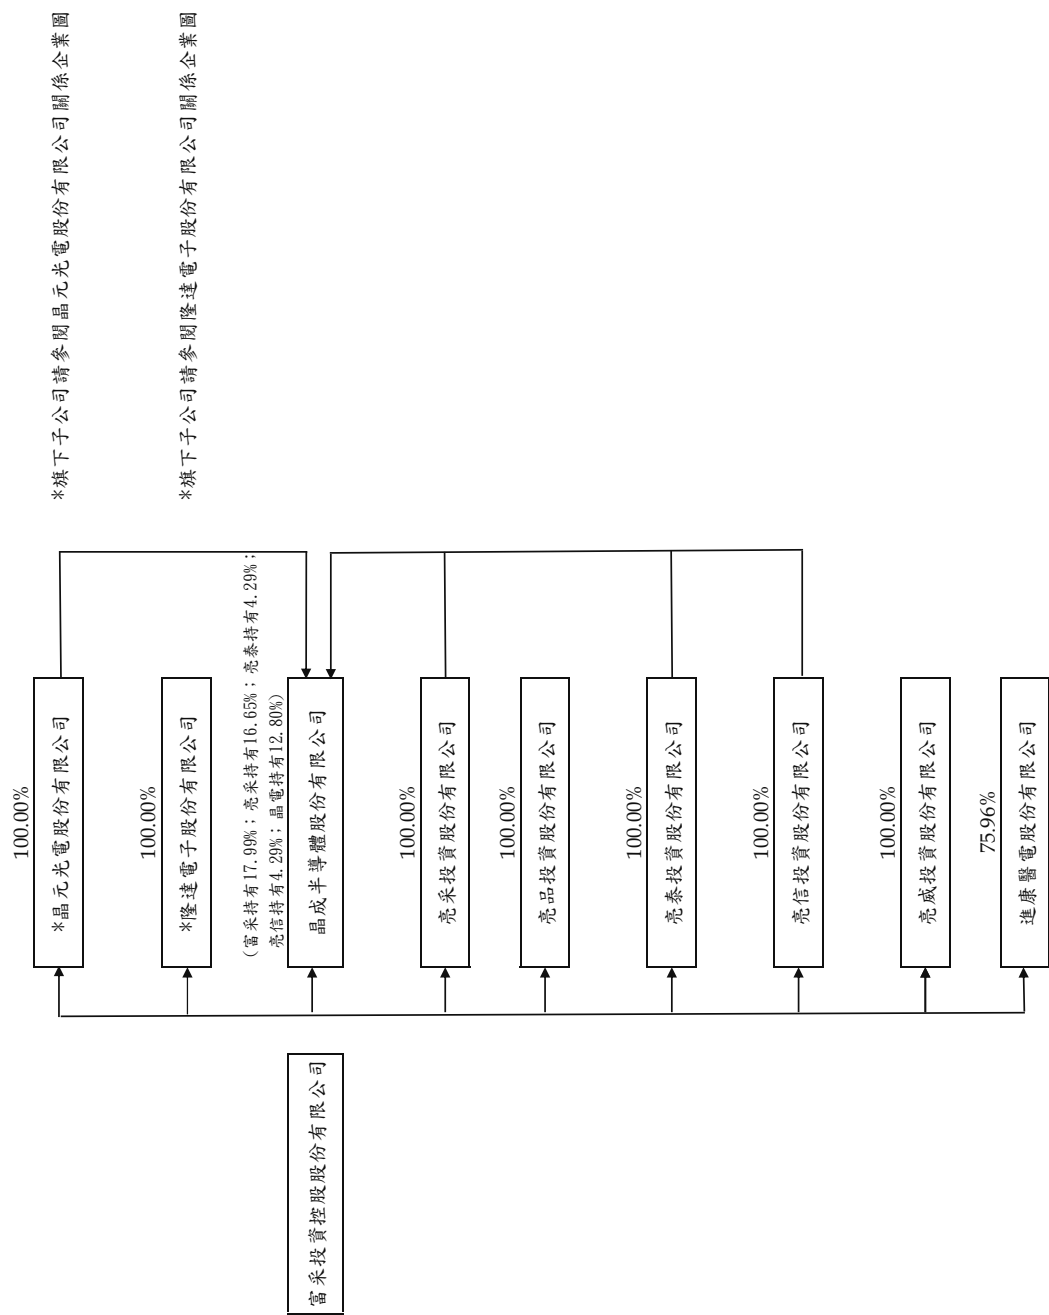 富采投資控股股份有限公司
100.00%
*晶元光電股份有限公司
*旗下子公司請參閱晶元光電股份有限公司關係企業圖
100.00%
*隆達電子股份有限公司
*旗下子公司請參閱隆達電子股份有限公司關係企業圖
(富采持有17.99%；亮采持有16.65%；亮泰持有4.29%；
亮信持有4.29%；晶電持有12.80%)
晶成半導體股份有限公司
100.00%
亮采投資股份有限公司
100.00%
亮品投資股份有限公司
100.00%
亮泰投資股份有限公司
100.00%
亮信投資股份有限公司
100.00%
亮威投資股份有限公司
75.96%
進康醫電股份有限公司